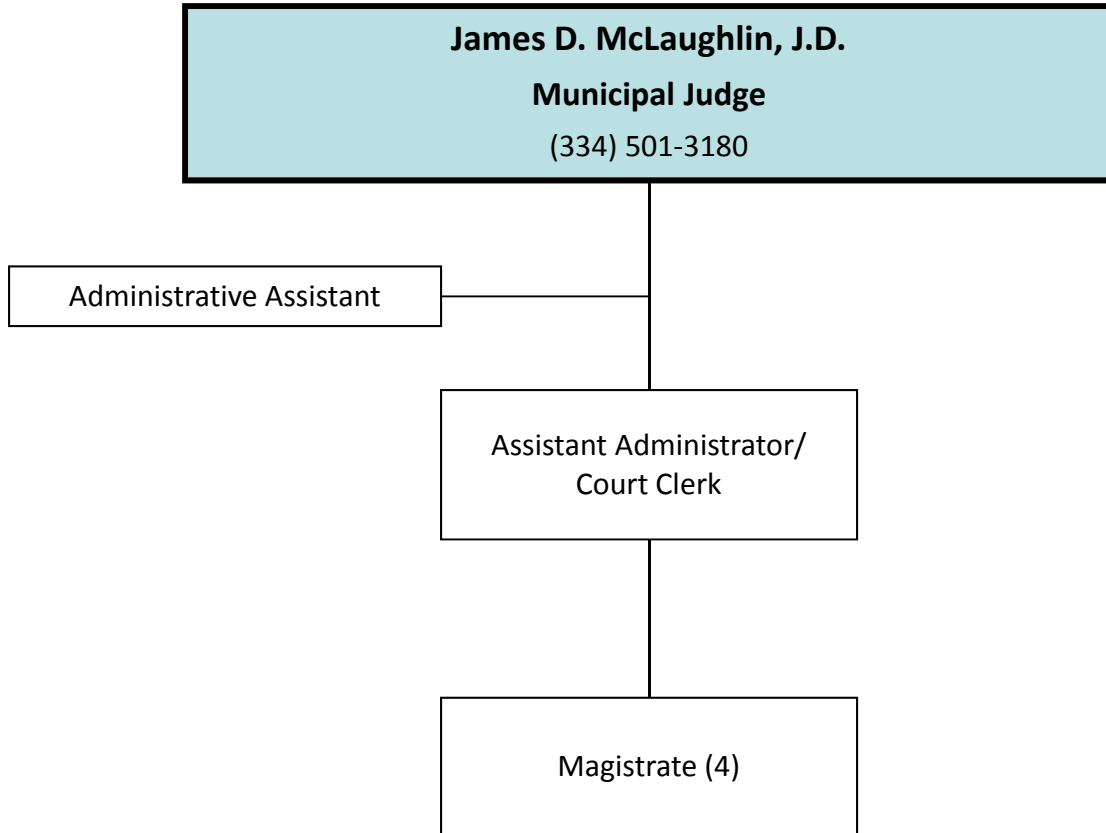 James D. McLaughlin, J.D.
Municipal Judge
(334) 501-3180
Administrative Assistant
Assistant Administrator/
Court Clerk
Magistrate (4)